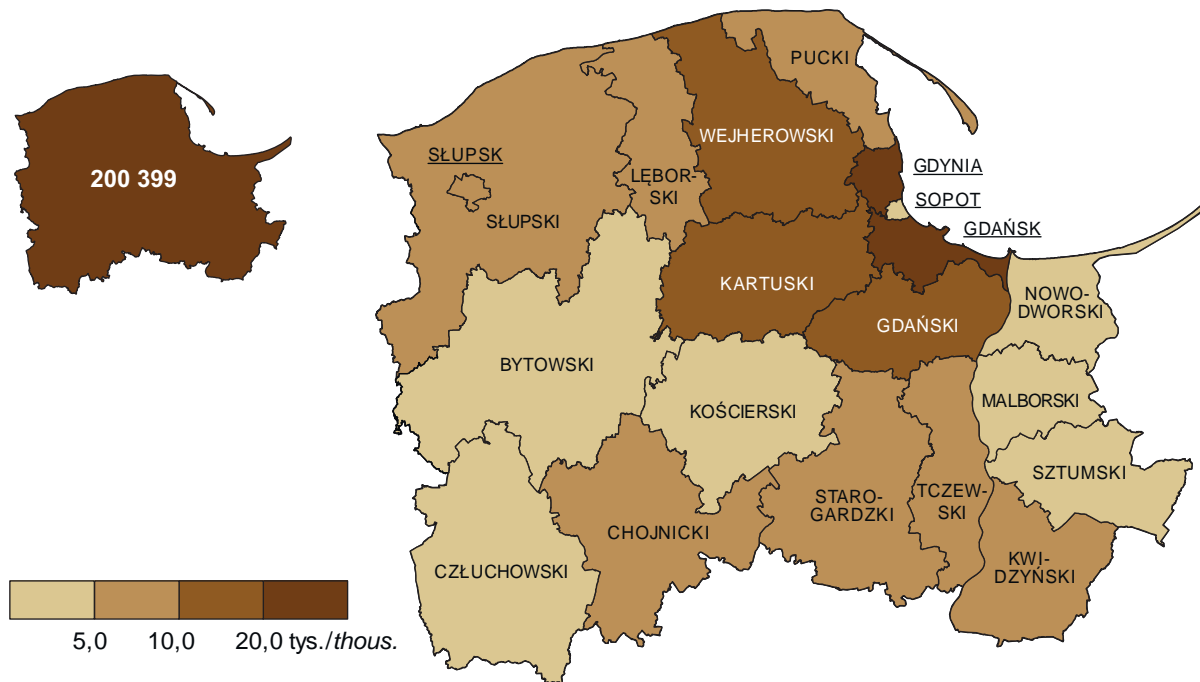 200 399
PUCKI
WEJHEROWSKI
SŁUPSK
LĘBOR-
SKI
GDYNIA
SOPOT
SŁUPSKI
GDAŃSK
KARTUSKI
NOWO-
DWORSKI
GDAŃSKI
BYTOWSKI
KOŚCIERSKI
MALBORSKI
SZTUMSKI
STARO-
GARDZKI
TCZEW-
SKI
CHOJNICKI
CZŁUCHOWSKI
KWI-
DZYŃSKI
5,0 10,0 20,0 tys./thous.